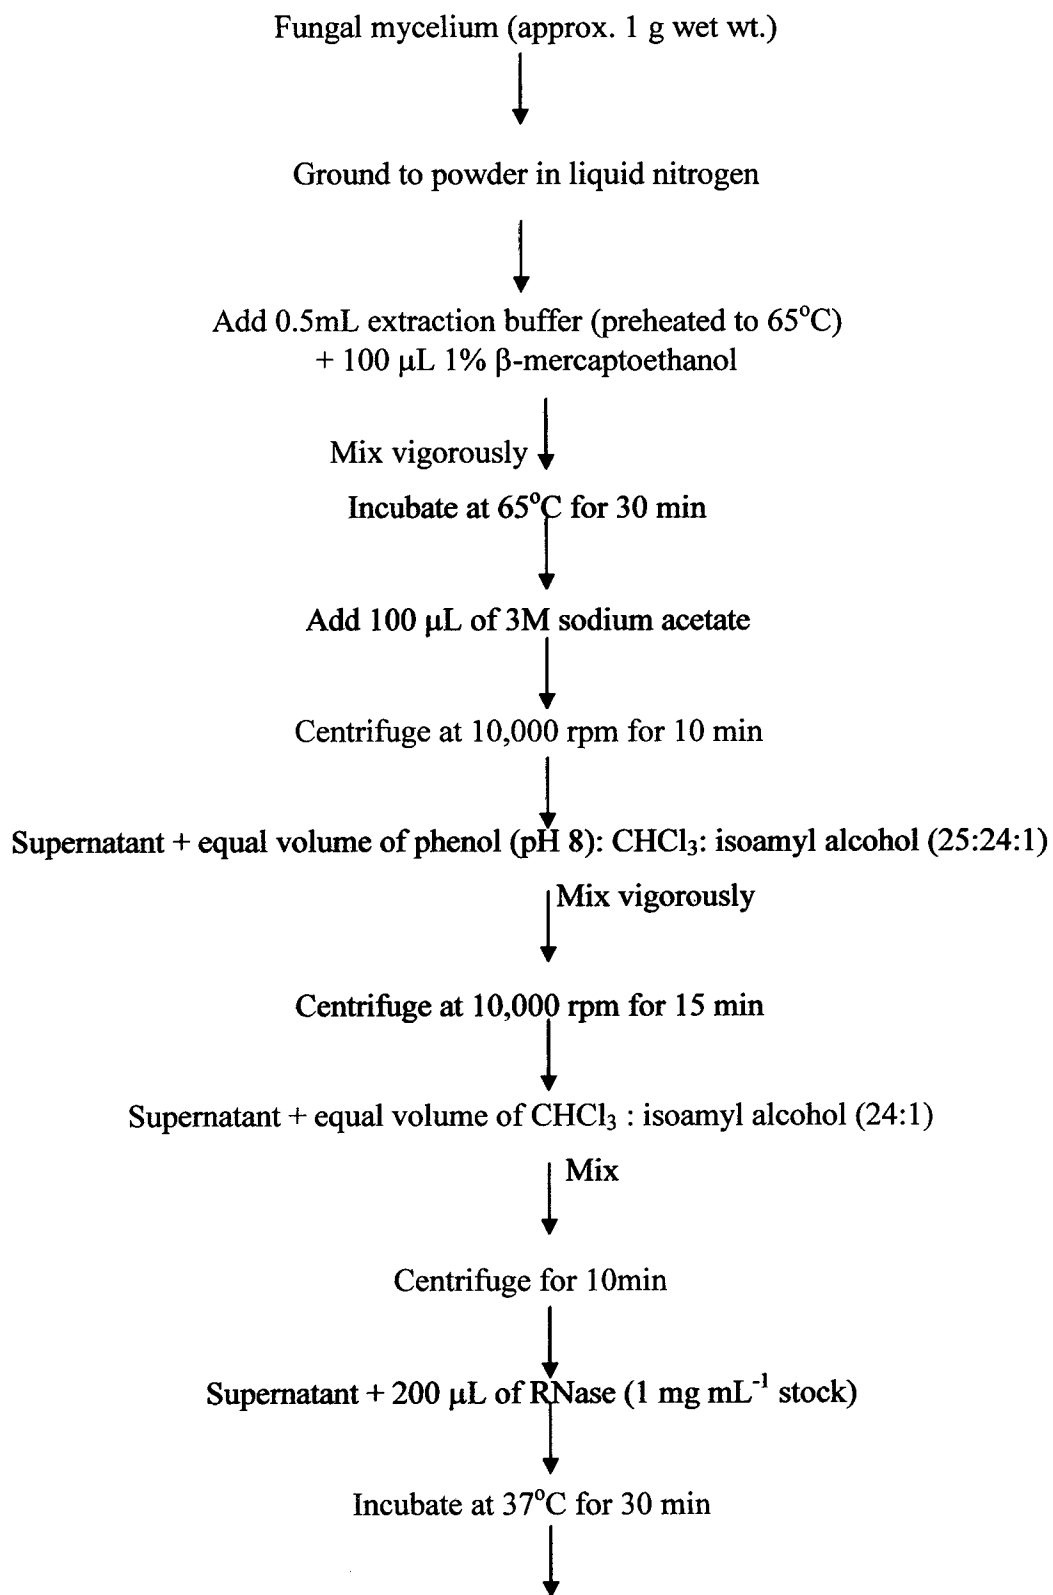 Fungal mycelium (approx. 1 g wet wt.)
Ground to powder in liquid nitrogen
Add 0.5mL extraction buffer (preheated to 65°C)
+ 100 µL 1% β-mercaptoethanol
Mix vigorously
Incubate at 65°C for 30 min
Add 100 µL of 3M sodium acetate
Centrifuge at 10,000 rpm for 10 min
Supernatant + equal volume of phenol (pH 8): CHCl₃: isoamyl alcohol (25:24:1)
Mix vigorously
Centrifuge at 10,000 rpm for 15 min
Supernatant + equal volume of CHCl₃ : isoamyl alcohol (24:1)
Mix
Centrifuge for 10min
Supernatant + 200 µL of RNase (1 mg mL⁻¹ stock)
Incubate at 37°C for 30 min